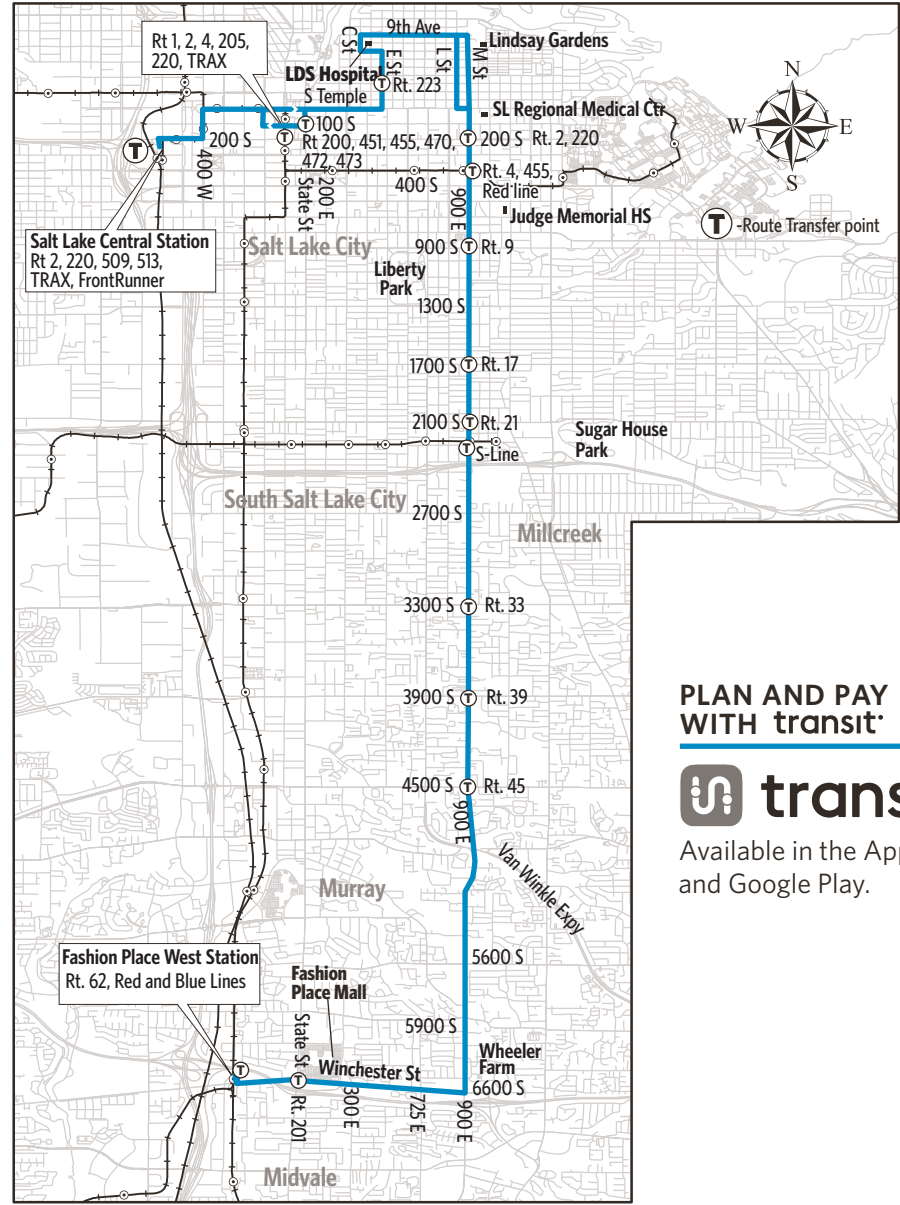 9th Ave
C St
E St
L St
M St
Lindsay Gardens
Rt 1, 2, 4, 205,
220, TRAX
LDS Hospital
Rt. 223
S Temple
SL Regional Medical Ctr
N
W
E
S
100 S
200 S
200 S Rt. 2, 220
Rt 200, 451, 455, 470,
472, 473
400 W
State St
200 E
400 S
Rt. 4, 455,
Red line
900 E
Judge Memorial HS
T -Route Transfer point
Salt Lake Central Station
Rt 2, 220, 509, 513,
TRAX, FrontRunner
Salt Lake City
900 S T Rt. 9
Liberty
Park
1300 S
1700 S T Rt. 17
2100 S T Rt. 21
Sugar House
Park
T S-Line
South Salt Lake City
2700 S
Millcreek
3300 S T Rt. 33
3900 S T Rt. 39
PLAN AND PAY
WITH transit
4500 S T Rt. 45
trans
900 E
Available in the App
and Google Play.
Van Winkle Expy
Murray
5600 S
Fashion Place West Station
Rt. 62, Red and Blue Lines
Fashion
Place Mall
5900 S
State St
Winchester St
Wheeler
Farm
6600 S
Rt. 201
300 E
725 E
900 E
Midvale